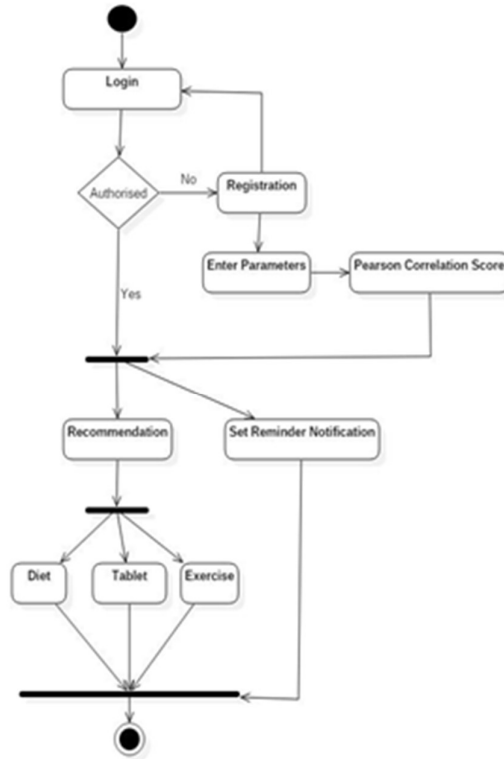 Login
Authorised
No
Registration
Enter Parameters
Pearson Correlation Score
Yes
Recommendation
Set Reminder Notification
Diet
Tablet
Exercise